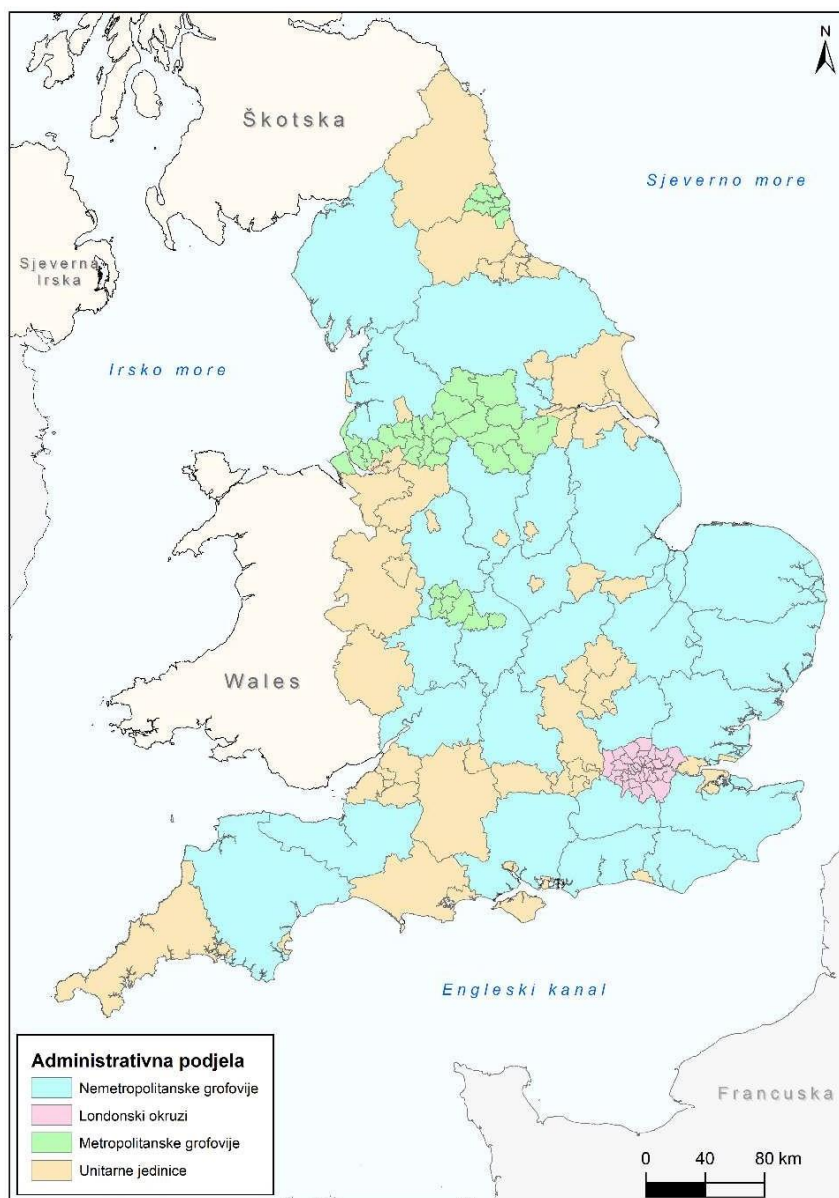 N
Škotska
Sjeverno more
Sjeverna
Irska
Irsko more
Wales
Engleski kanal
Francuska
Administrativna podjela
Nemetropolitanske grofovije
Londonski okruzi
Metropolitanske grofovije
Unitarne jedinice
0 40 80 km